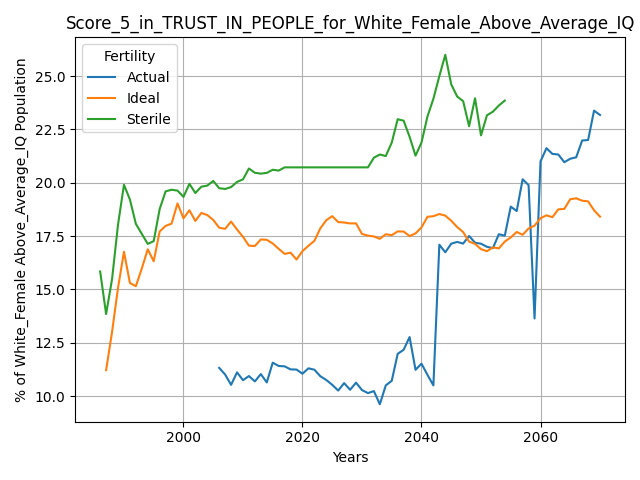 Score_5_in_TRUST_IN_PEOPLE_for_White_Female_Above_Average_IQ
% of White_Female Above_Average_IQ Population
Fertility
Actual
Ideal
Sterile
25.0
22.5
20.0
17.5
15.0
12.5
10.0
2000
2020
2040
2060
Years